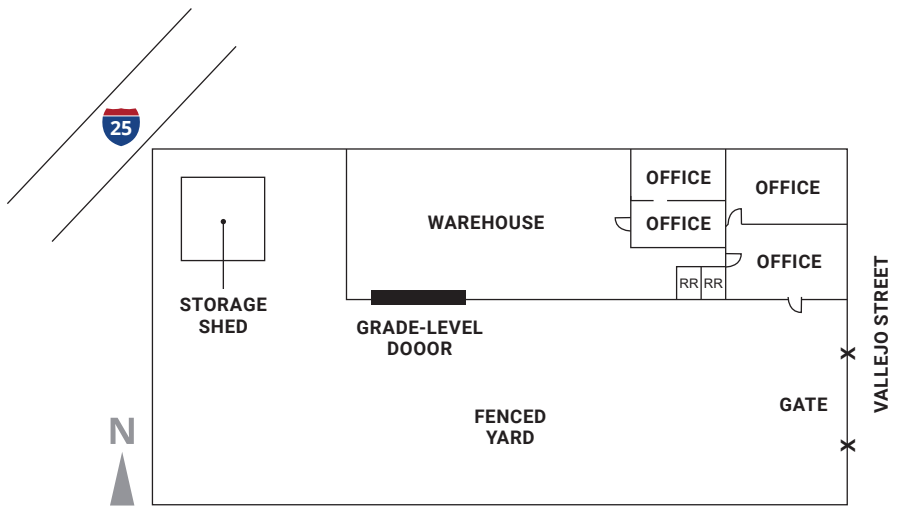 25
OFFICE
OFFICE
WAREHOUSE
OFFICE
OFFICE
RR RR
STORAGE
SHED
GRADE-LEVEL
DOOOR
VALLEJO STREET
GATE
FENCED
YARD
N